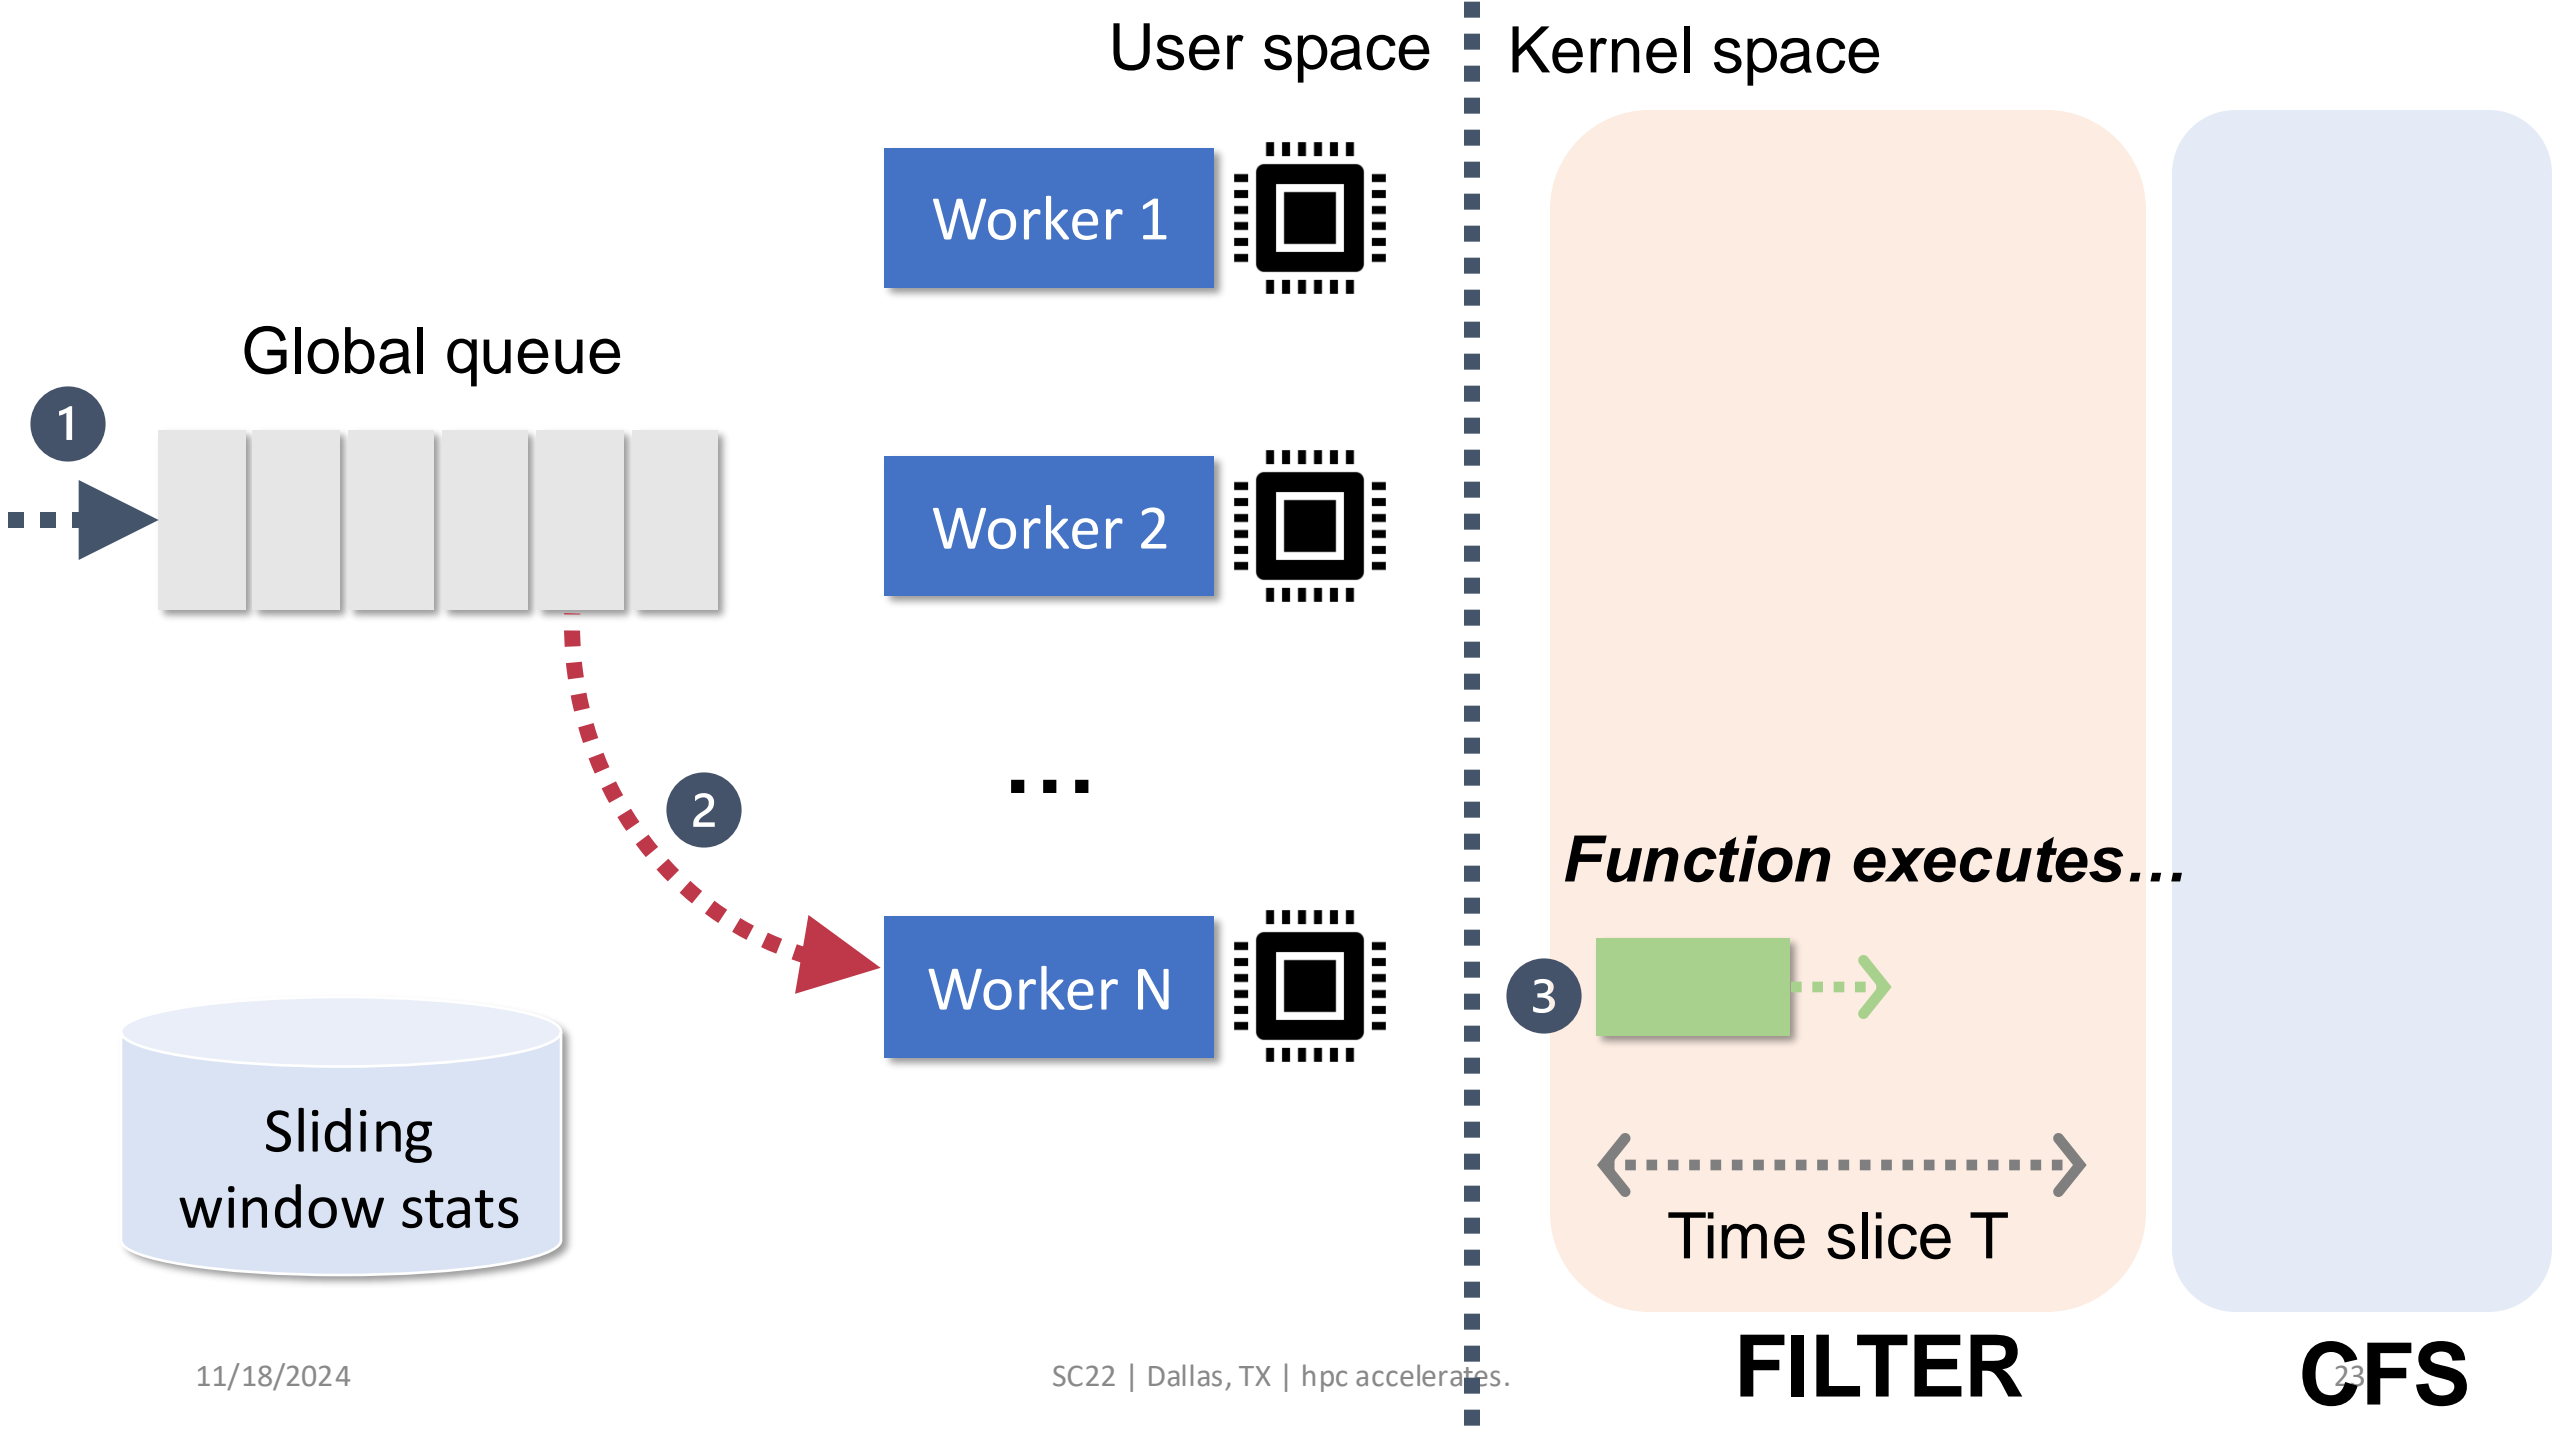 User space
Kernel space
Worker 1
Global queue
1
Worker 2
2
...
Function executes...
Worker N
3
Sliding
window stats
Time slice T
FILTER
CFS
11/18/2024
SC22 | Dallas, TX | hpc accelerates.
23